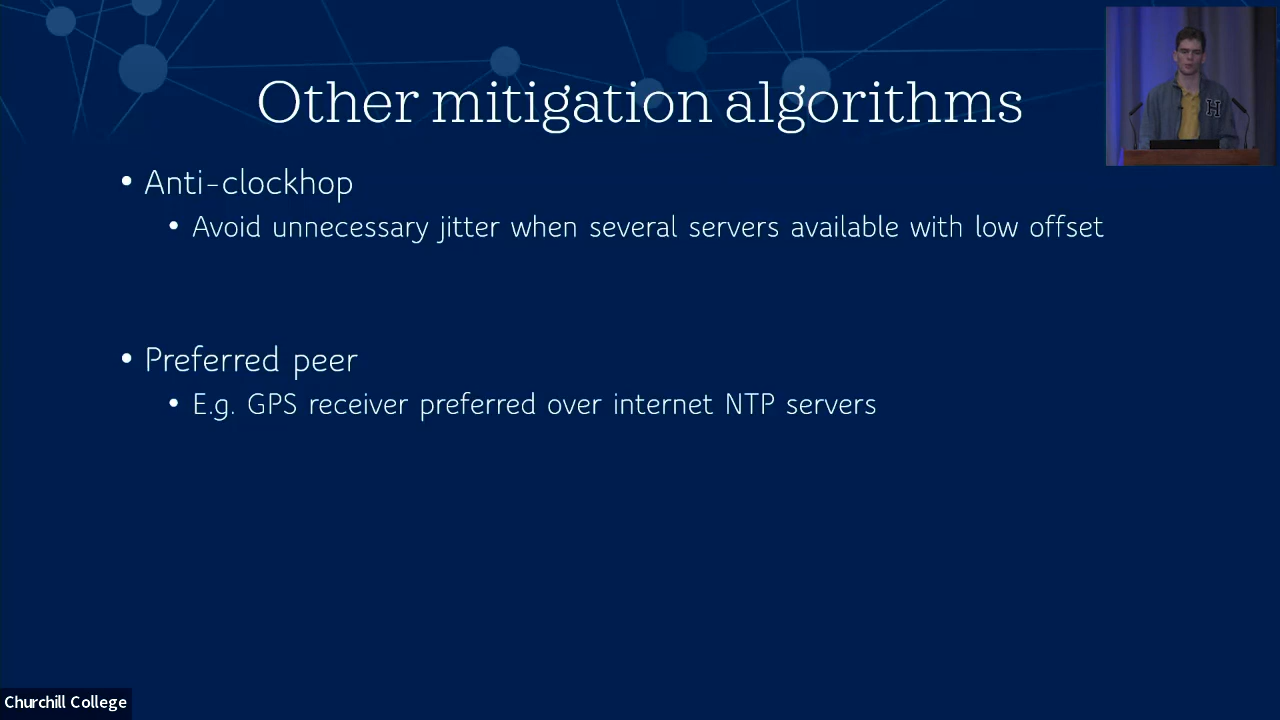 Other mitigation algorithms
• Anti-clockhop
• Avoid unnecessary jitter when several servers available with low offset
• Preferred peer
• E.g. GPS receiver preferred over internet NTP servers
H
Churchill College